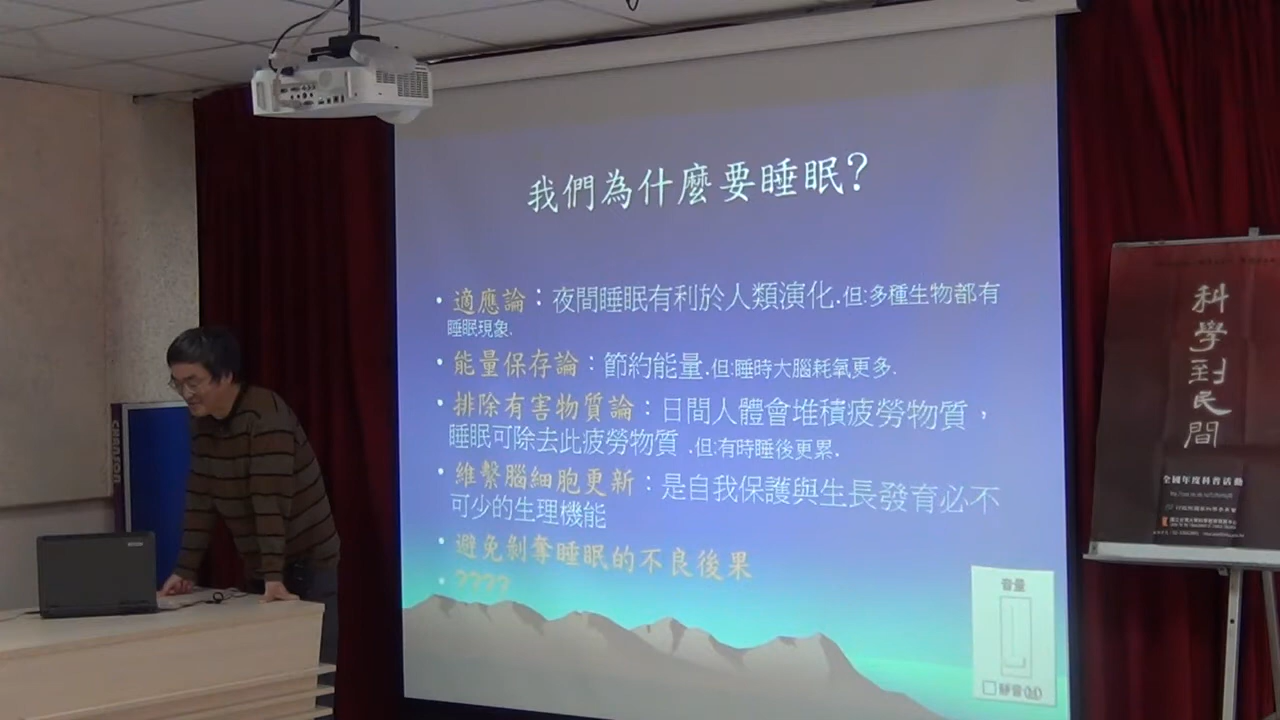 我們為什麼要睡眠?
• 適應論：夜間睡眠有利於人類演化.但:多種生物都有
睡眠現象.
• 能量保存論：節約能量.但:睡時大腦耗氧更多.
• 排除有害物質論：日間人體會堆積疲勞物質，
睡眠可除去此疲勞物質.但:有時睡後更累.
• 維繫腦細胞更新：是自我保護與生長發育必不
可少的生理機能
• 避免剝奪睡眠的不良後果
• ????
音量
靜音(M)
科學到民間
全國年度科普活動
CHANSON